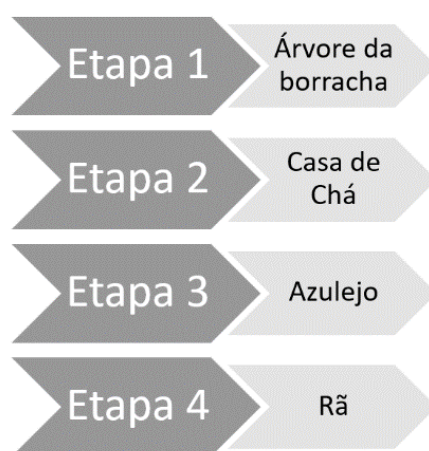 Etapa 1
Árvore da
borracha
Etapa 2
Casa de
Chá
Etapa 3
Azulejo
Etapa 4
Rã